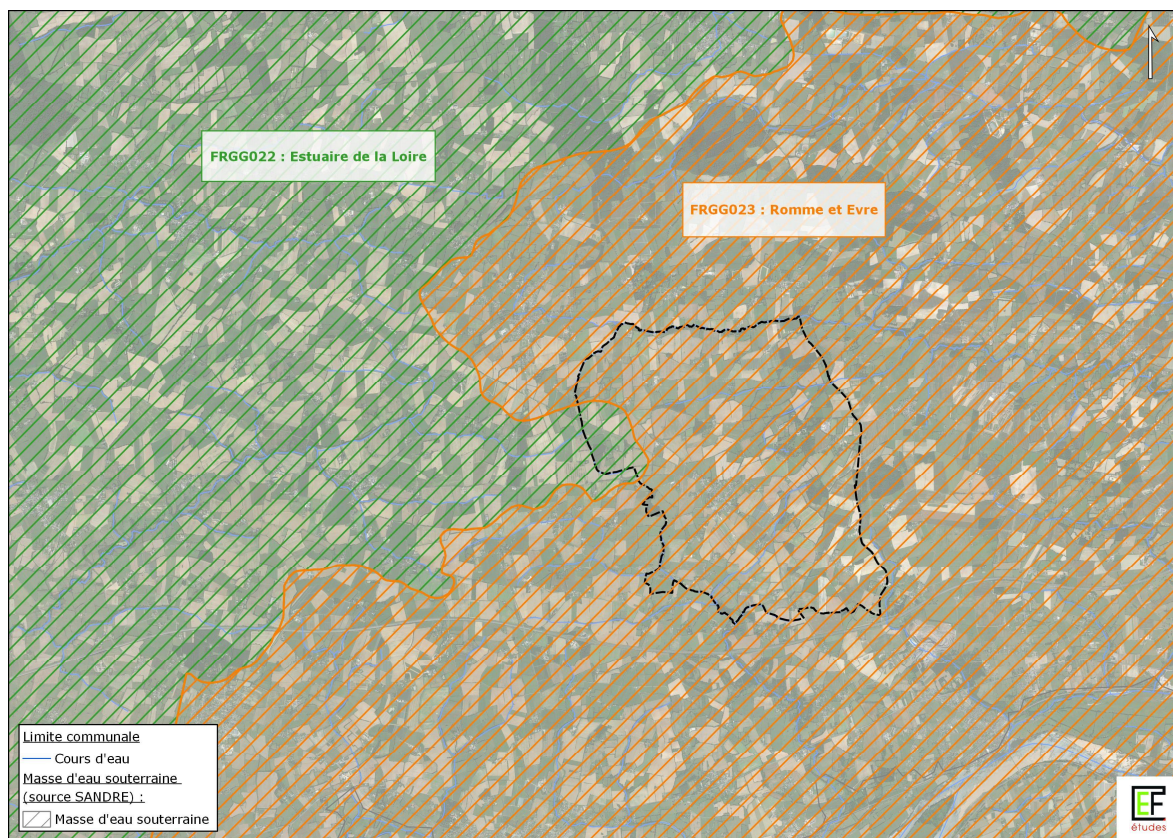 FRGG022 : Estuaire de la Loire
FRGG023 : Romme et Evre
Limite communale
Cours d'eau
Masse d'eau souterraine
(source SANDRE) :
Masse d'eau souterraine
EF
études